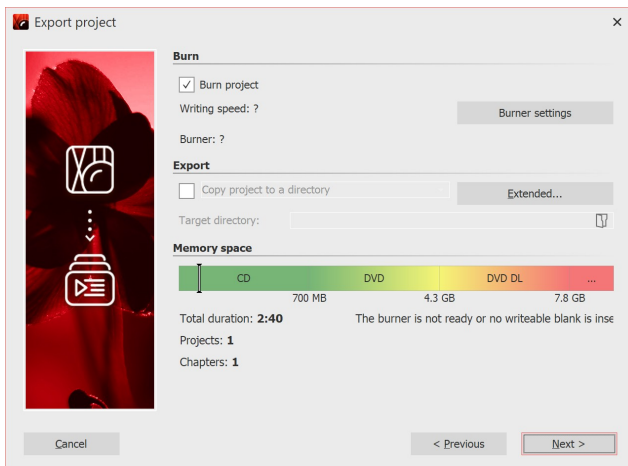 Export project
Burn
Burn project
Writing speed: ?
Burner settings
Burner: ?
Export
Copy project to a directory
Extended...
Target directory:
Memory space
CD DVD DVD DL ...
700 MB 4.3 GB 7.8 GB
Total duration: 2:40 The burner is not ready or no writeable blank is inse
Projects: 1
Chapters: 1
Cancel < Previous Next >